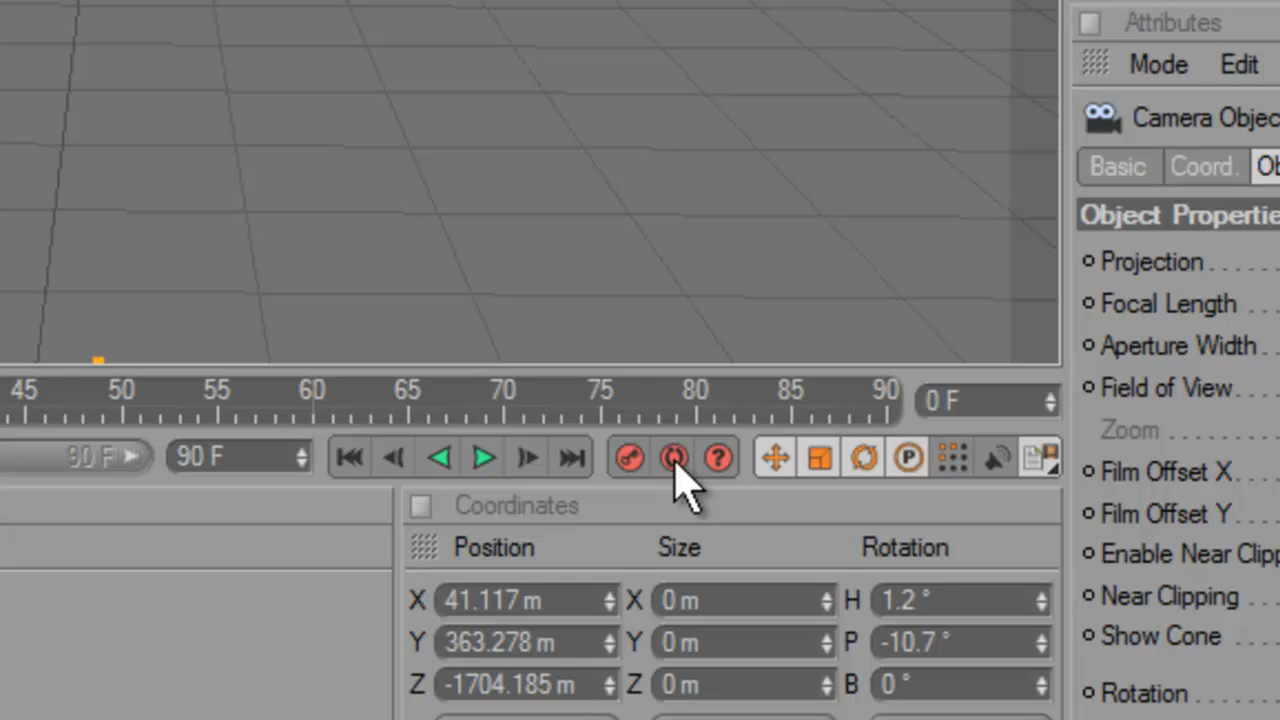 Attributes
Mode Edit
Camera Objec
Basic Coord. Ob
Object Propertie
Projection
Focal Length
Aperture Width
Field of View
Zoom
Film Offset X
Film Offset Y
Enable Near Clipp
Near Clipping
Show Cone
Rotation
45 50 55 60 65 70 75 80 85 90 0 F
90 F 90 F ? P
Coordinates
Position Size Rotation
X 41.117 m X 0 m H 1.2 °
Y 363.278 m Y 0 m P -10.7 °
Z -1704.185 m Z 0 m B 0 °